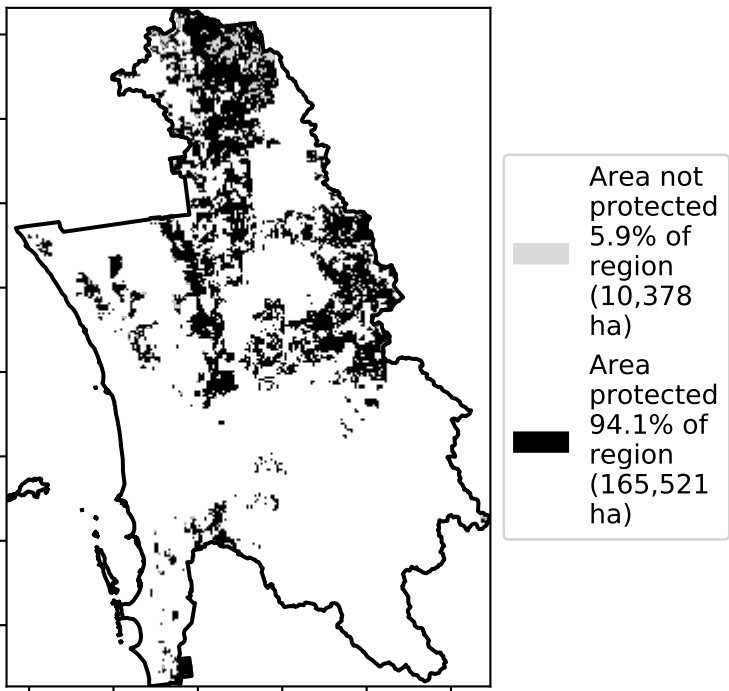 Area not
protected
5.9% of
region
(10,378
ha)
Area
protected
94.1% of
region
(165,521
ha)